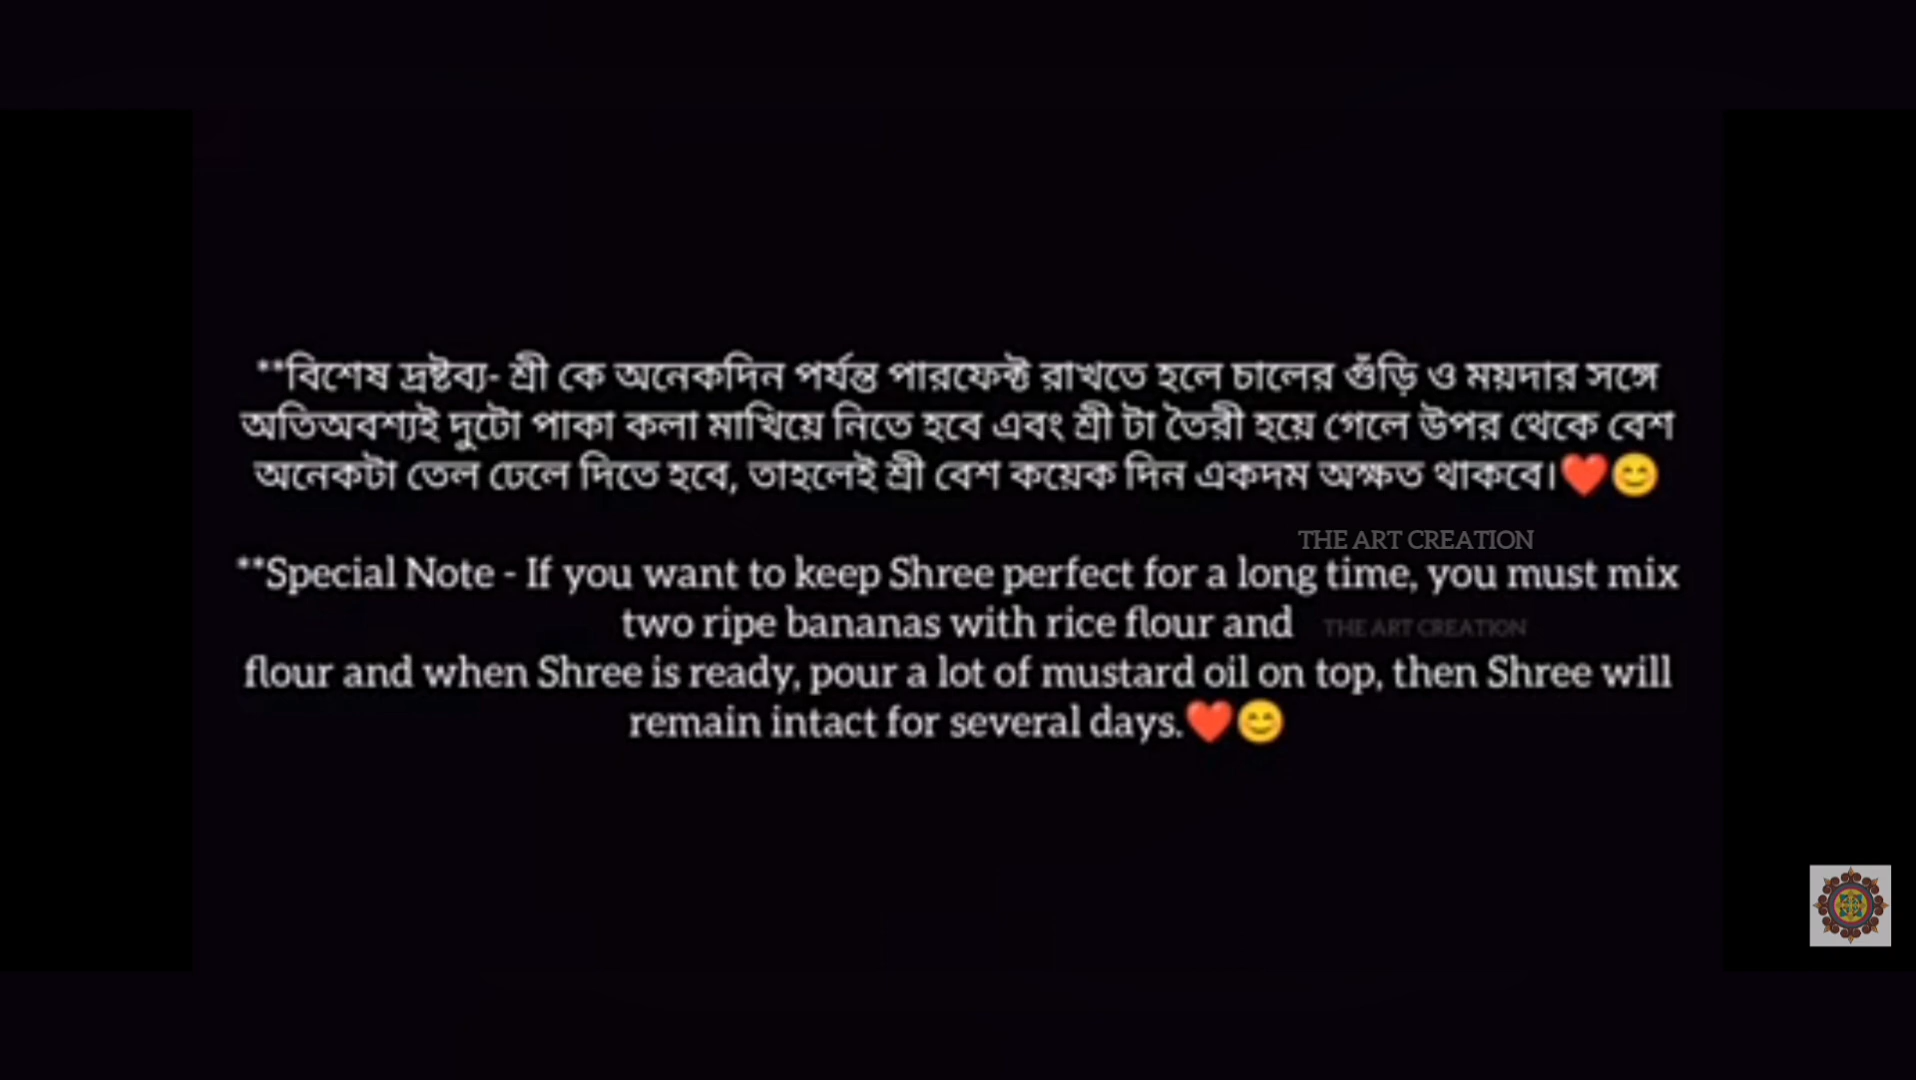 **বিশেষ দ্রষ্টব্য- শ্রী কে অনেকদিন পর্যন্ত পারফেক্ট রাখতে হলে চালের গুঁড়ি ও ময়দার সঙ্গে
অতিঅবশ্যই দুটো পাকা কলা মাখিয়ে নিতে হবে এবং শ্রী টা তৈরী হয়ে গেলে উপর থেকে বেশ
অনেকটা তেল ঢেলে দিতে হবে, তাহলেই শ্রী বেশ কয়েক দিন একদম অক্ষত থাকবে।❤️😊
THE ART CREATION
**Special Note - If you want to keep Shree perfect for a long time, you must mix
two ripe bananas with rice flour and
THE ART CREATION
flour and when Shree is ready, pour a lot of mustard oil on top, then Shree will
remain intact for several days.❤️😊